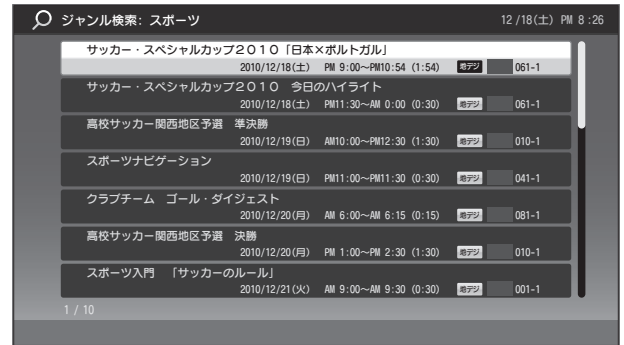 ジャンル検索: スポーツ 12/18(土) PM 8:26
サッカー・スペシャルカップ2010「日本×ポルトガル」
2010/12/18(土) PM 9:00～PM10:54 (1:54) 地デジ 061-1
サッカー・スペシャルカップ2010 今日のハイライト
2010/12/18(土) PM11:30～AM 0:00 (0:30) 地デジ 061-1
高校サッカー関西地区予選 準決勝
2010/12/19(日) AM10:00～PM12:30 (1:30) 地デジ 010-1
スポーツナビゲーション
2010/12/19(日) PM11:00～PM11:30 (0:30) 地デジ 041-1
クラブチーム ゴール・ダイジェスト
2010/12/20(月) AM 6:00～AM 6:15 (0:15) 地デジ 081-1
高校サッカー関西地区予選 決勝
2010/12/20(月) PM 1:00～PM 2:30 (1:30) 地デジ 010-1
スポーツ入門 「サッカーのルール」
2010/12/21(火) AM 9:00～AM 9:30 (0:30) 地デジ 001-1
1 / 10